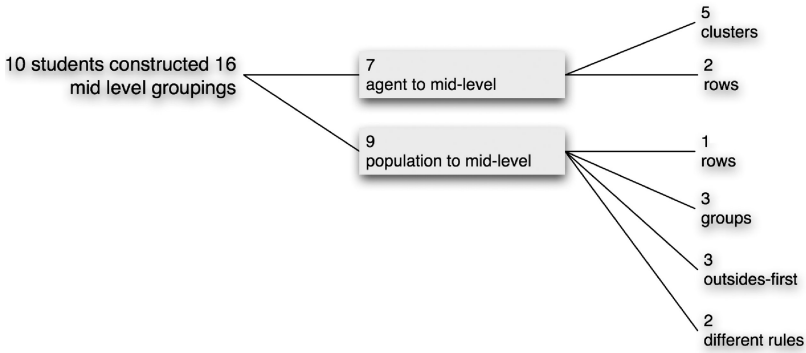 10 students constructed 16
mid level groupings
7
agent to mid-level
5
clusters
2
rows
9
population to mid-level
1
rows
3
groups
3
outsides-first
2
different rules